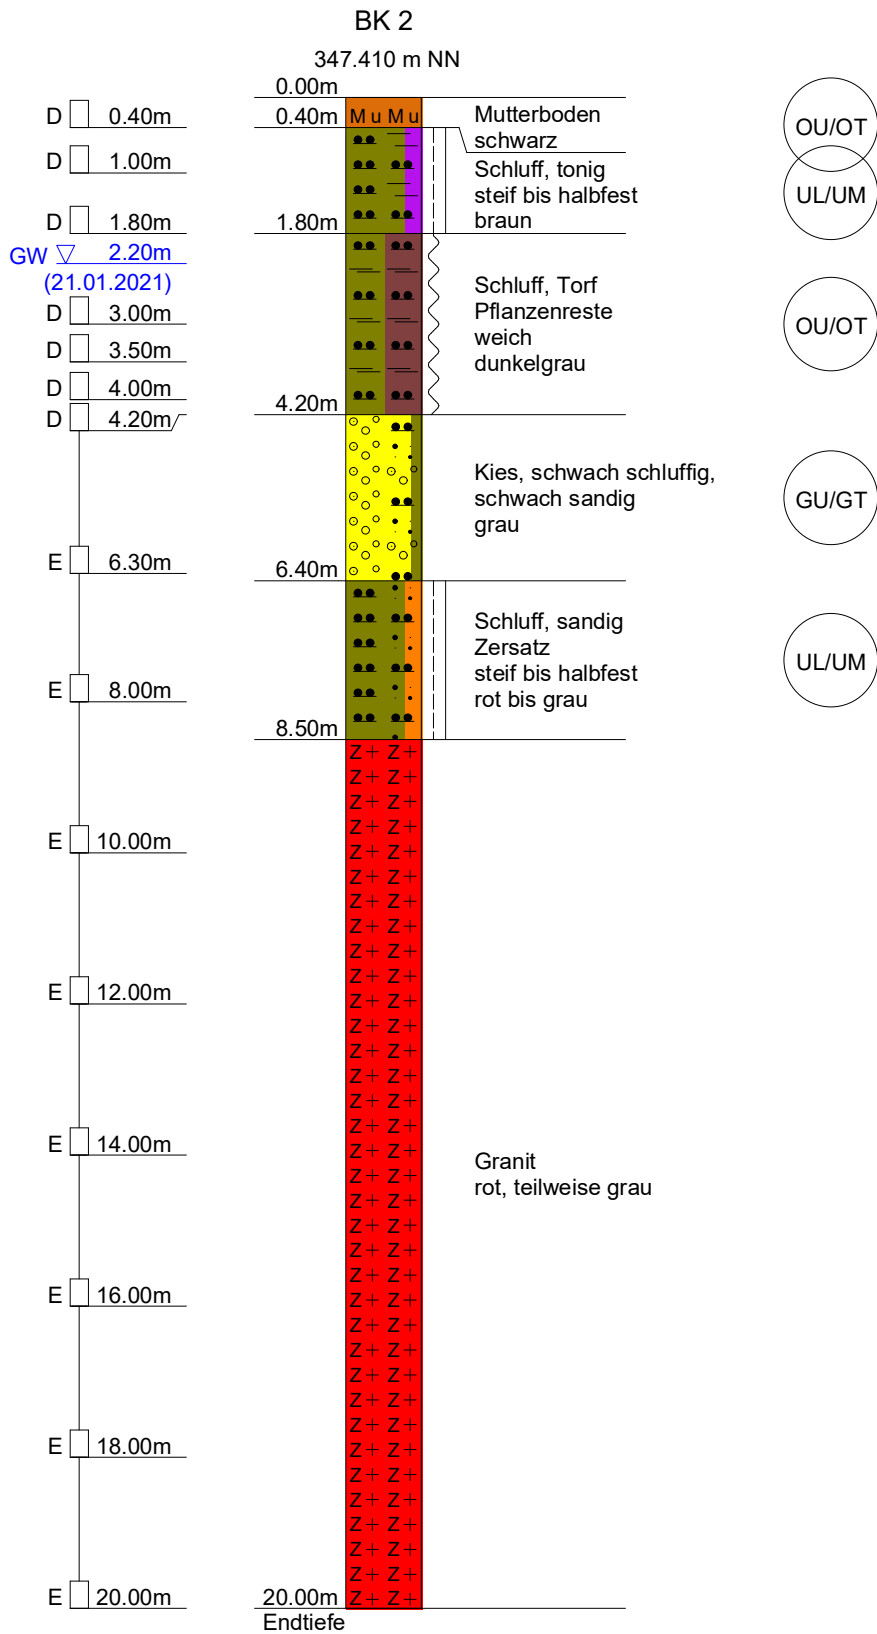 BK 2
347.410 m NN
0.00m
D 0.40m
0.40m
Mu Mu
Mutterboden
schwarz
OU/OT
D 1.00m
Schluff, tonig
steif bis halbfest
braun
UL/UM
D 1.80m
1.80m
GW 2.20m
(21.01.2021)
D 3.00m
D 3.50m
D 4.00m
Schluff, Torf
Pflanzenreste
weich
dunkelgrau
OU/OT
4.20m
D 4.20m
Kies, schwach schluffig,
schwach sandig
grau
GU/GT
E 6.30m
6.40m
Schluff, sandig
Zersatz
steif bis halbfest
rot bis grau
UL/UM
E 8.00m
8.50m
Z+ Z+
Z+ Z+
Z+ Z+
Z+ Z+
E 10.00m
Z+ Z+
Z+ Z+
Z+ Z+
Z+ Z+
Z+ Z+
Z+ Z+
E 12.00m
Z+ Z+
Z+ Z+
Z+ Z+
Z+ Z+
Z+ Z+
Z+ Z+
E 14.00m
Z+ Z+
Z+ Z+
Granit
rot, teilweise grau
Z+ Z+
Z+ Z+
Z+ Z+
Z+ Z+
E 16.00m
Z+ Z+
Z+ Z+
Z+ Z+
Z+ Z+
Z+ Z+
Z+ Z+
E 18.00m
Z+ Z+
Z+ Z+
Z+ Z+
Z+ Z+
Z+ Z+
Z+ Z+
E 20.00m
20.00m
Z+ Z+
Endtiefe